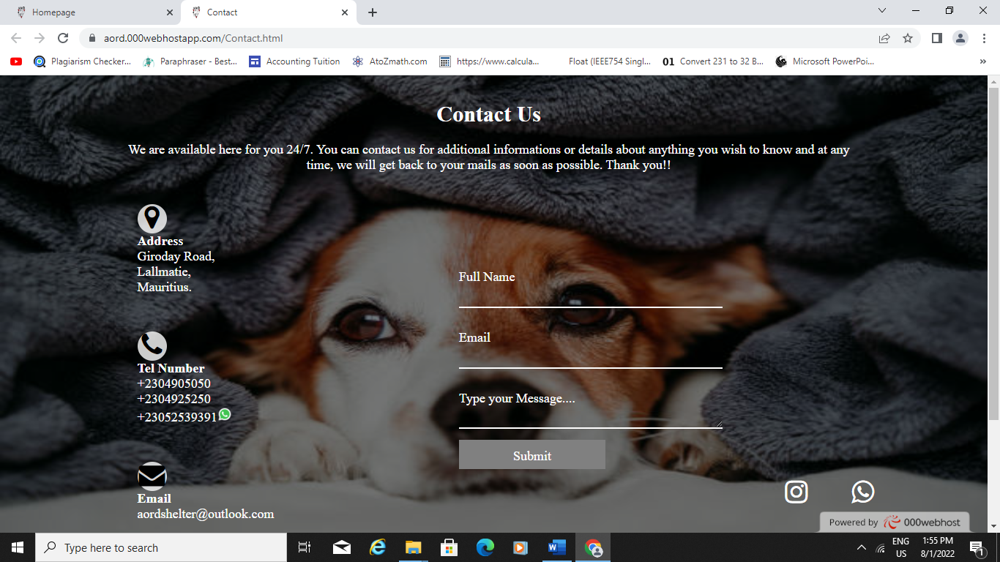 Homepage
Contact
aord.000webhostapp.com/Contact.html
Plagiarism Checker...
Paraphraser - Best...
Accounting Tuition
AtoZmath.com
https://www.calcula...
Float (IEEE754 Singl...
01 Convert 231 to 32 B...
Microsoft PowerPoi...
»
Contact Us
We are available here for you 24/7. You can contact us for additional informations or details about anything you wish to know and at any
time, we will get back to your mails as soon as possible. Thank you!!
Address
Giroday Road,
Lallmatie,
Mauritius.
Full Name
Email
Type your Message....
Submit
Tel Number
+2304905050
+2304925250
+23052539391
Email
aordshelter@outlook.com
Powered by 000webhost
Type here to search
ENG
US
1:55 PM
8/1/2022
1